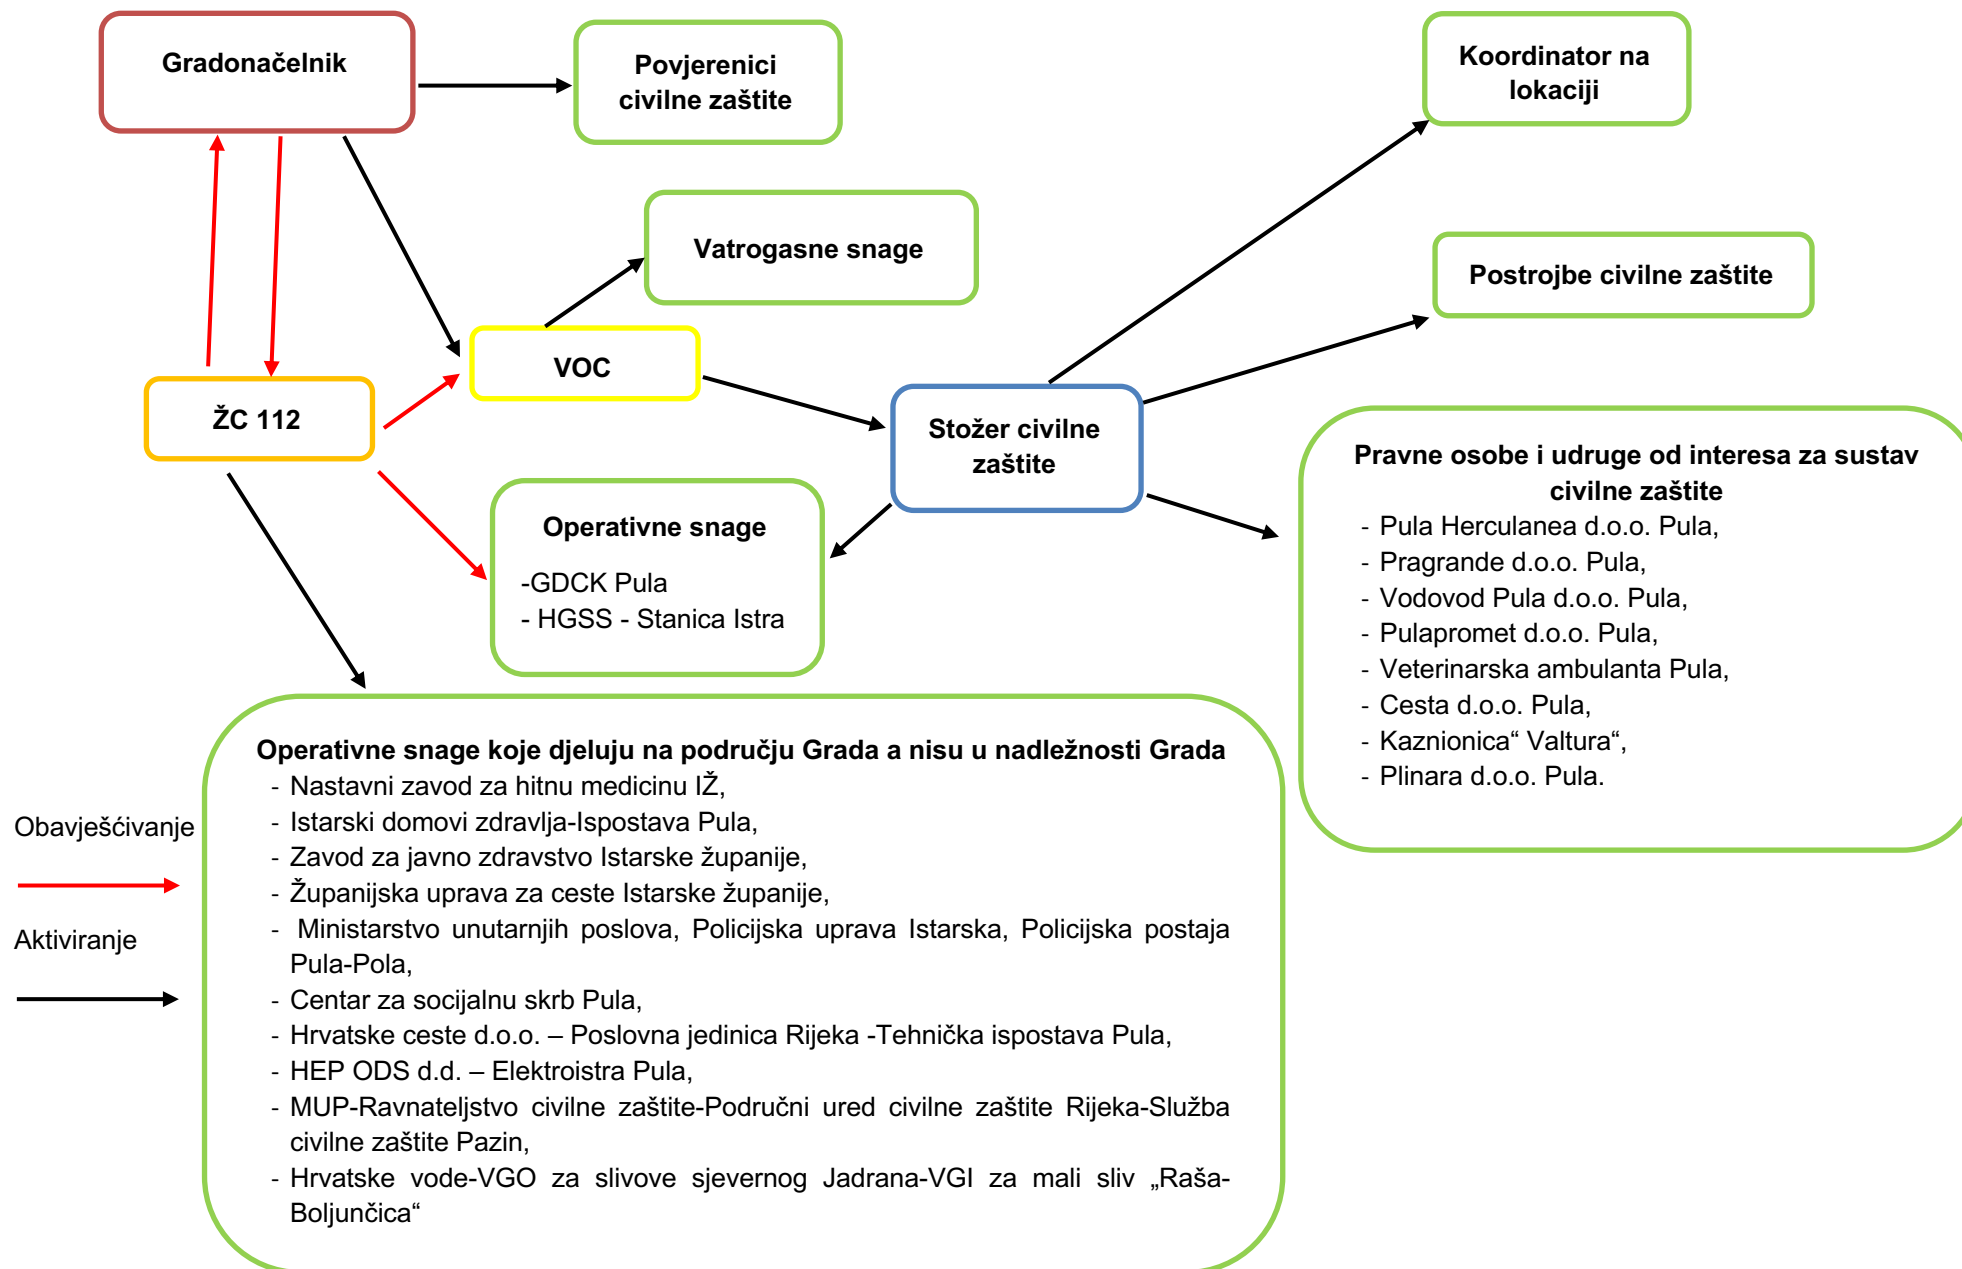 Gradonačelnik
Povjerenici
civilne zaštite
Koordinator na
lokaciji
Vatrogasne snage
Postrojbe civilne zaštite
VOC
ŽC 112
Stožer civilne
zaštite
Operativne snage
-GDCK Pula
- HGSS - Stanica Istra
Pravne osobe i udruge od interesa za sustav
civilne zaštite
- Pula Herculanea d.o.o. Pula,
- Pragrande d.o.o. Pula,
- Vodovod Pula d.o.o. Pula,
- Pulapromet d.o.o. Pula,
- Veterinarska ambulanta Pula,
- Cesta d.o.o. Pula,
- Kaznionica“ Valtura“,
- Plinara d.o.o. Pula.
Operativne snage koje djeluju na području Grada a nisu u nadležnosti Grada
- Nastavni zavod za hitnu medicinu IŽ,
- Istarski domovi zdravlja-Ispostava Pula,
- Zavod za javno zdravstvo Istarske županije,
- Županijska uprava za ceste Istarske županije,
- Ministarstvo unutarnjih poslova, Policijska uprava Istarska, Policijska postaja
Pula-Pola,
- Centar za socijalnu skrb Pula,
- Hrvatske ceste d.o.o. – Poslovna jedinica Rijeka -Tehnička ispostava Pula,
- HEP ODS d.d. – Elektroistra Pula,
- MUP-Ravnateljstvo civilne zaštite-Područni ured civilne zaštite Rijeka-Služba
civilne zaštite Pazin,
- Hrvatske vode-VGO za slivove sjevernog Jadrana-VGI za mali sliv „Raša-
Boljunčica“
Obavješćivanje
Aktiviranje